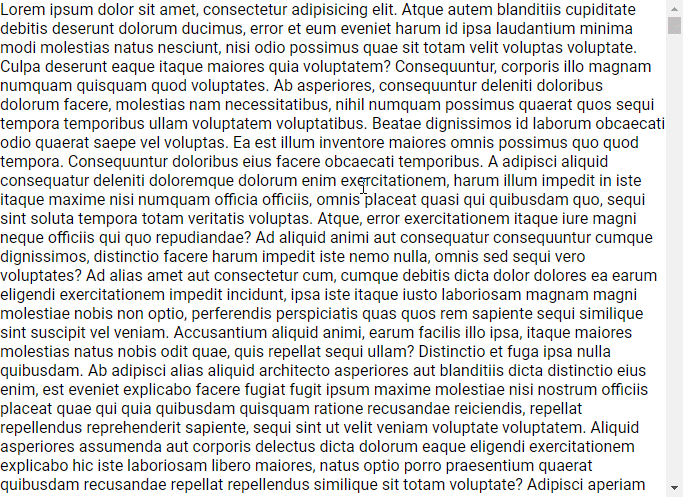 Lorem ipsum dolor sit amet, consectetur adipisicing elit. Atque autem blanditiis cupiditate
debitis deserunt dolorum ducimus, error et eum eveniet harum id ipsa laudantium minima
modi molestias natus nesciunt, nisi odio possimus quae sit totam velit voluptas voluptate.
Culpa deserunt eaque itaque maiores quia voluptatem? Consequuntur, corporis illo magnam
numquam quisquam quod voluptates. Ab asperiores, consequuntur deleniti doloribus
dolorum facere, molestias nam necessitatibus, nihil numquam possimus quaerat quos sequi
tempora temporibus ullam voluptatem voluptatibus. Beatae dignissimos id laborum obcaecati
odio quaerat saepe vel voluptas. Ea est illum inventore maiores omnis possimus quo quod
tempora. Consequuntur doloribus eius facere obcaecati temporibus. A adipisci aliquid
consequatur deleniti doloremque dolorum enim exercitationem, harum illum impedit in iste
itaque maxime nisi numquam officia officiis, omnis placeat quasi qui quibusdam quo, sequi
sint soluta tempora totam veritatis voluptas. Atque, error exercitationem itaque iure magni
neque officiis qui quo repudiandae? Ad aliquid animi aut consequatur consequuntur cumque
dignissimos, distinctio facere harum impedit iste nemo nulla, omnis sed sequi vero
voluptates? Ad alias amet aut consectetur cum, cumque debitis dicta dolor dolores ea earum
eligendi exercitationem impedit incidunt, ipsa iste itaque iusto laboriosam magnam magni
molestiae nobis non optio, perferendis perspiciatis quas quos rem sapiente sequi similique
sint suscipit vel veniam. Accusantium aliquid animi, earum facilis illo ipsa, itaque maiores
molestias natus nobis odit quae, quis repellat sequi ullam? Distinctio et fuga ipsa nulla
quibusdam. Ab adipisci alias aliquid architecto asperiores aut blanditiis dicta distinctio eius
enim, est eveniet explicabo facere fugiat fugit ipsum maxime molestiae nisi nostrum officiis
placeat quae qui quia quibusdam quisquam ratione recusandae reiciendis, repellat
repellendus reprehenderit sapiente, sequi sint ut velit veniam voluptate voluptatem. Aliquid
asperiores assumenda aut corporis delectus dicta dolorum eaque eligendi exercitationem
explicabo hic iste laboriosam libero maiores, natus optio porro praesentium quaerat
quibusdam recusandae repellat repellendus similique sit totam voluptate? Adipisci aperiam